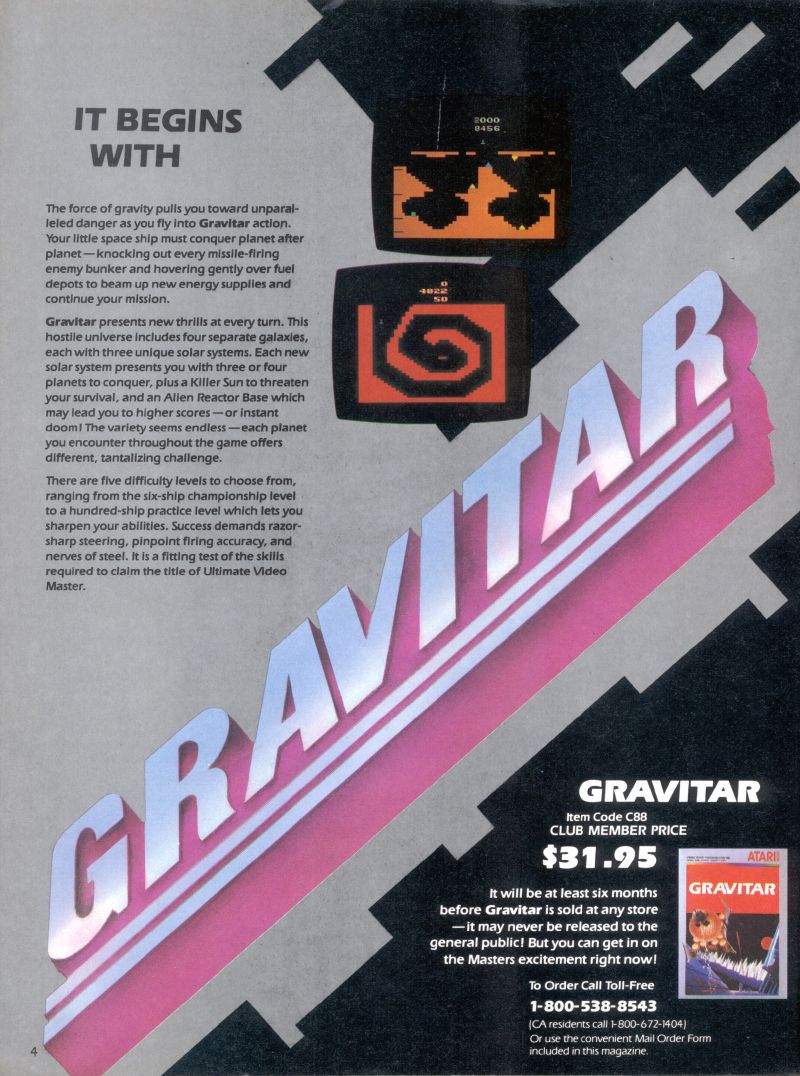 IT BEGINS
WITH
2000
8456
The force of gravity pulls you toward unparal-
leled danger as you fly into Gravitar action.
Your little space ship must conquer planet after
planet—knocking out every missile-firing
enemy bunker and hovering gently over fuel
depots to beam up new energy supplies and
continue your mission.
0
4022
50
Gravitar presents new thrills at every turn. This
hostile universe includes four separate galaxies,
each with three unique solar systems. Each new
solar system presents you with three or four
planets to conquer, plus a Killer Sun to threaten
your survival, and an Alien Reactor Base which
may lead you to higher scores—or instant
doom! The variety seems endless—each planet
you encounter throughout the game offers
different, tantalizing challenge.
There are five difficulty levels to choose from,
ranging from the six-ship championship level
to a hundred-ship practice level which lets you
sharpen your abilities. Success demands razor-
sharp steering, pinpoint firing accuracy, and
nerves of steel. It is a fitting test of the skills
required to claim the title of Ultimate Video
Master.
GRAVITAR
GRAVITAR
Item Code C88
CLUB MEMBER PRICE
$31.95
It will be at least six months
before Gravitar is sold at any store
—it may never be released to the
general public! But you can get in on
the Masters excitement right now!
To Order Call Toll-Free
1-800-538-8543
(CA residents call 1-800-672-1404)
Or use the convenient Mail Order Form
included in this magazine.
ATARI
GRAVITAR
4